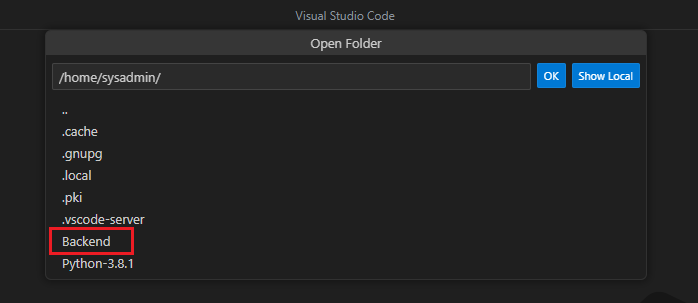 Visual Studio Code
Open Folder
/home/sysadmin/ OK Show Local
..
.cache
.gnupg
.local
.pki
.vscode-server
Backend
Python-3.8.1